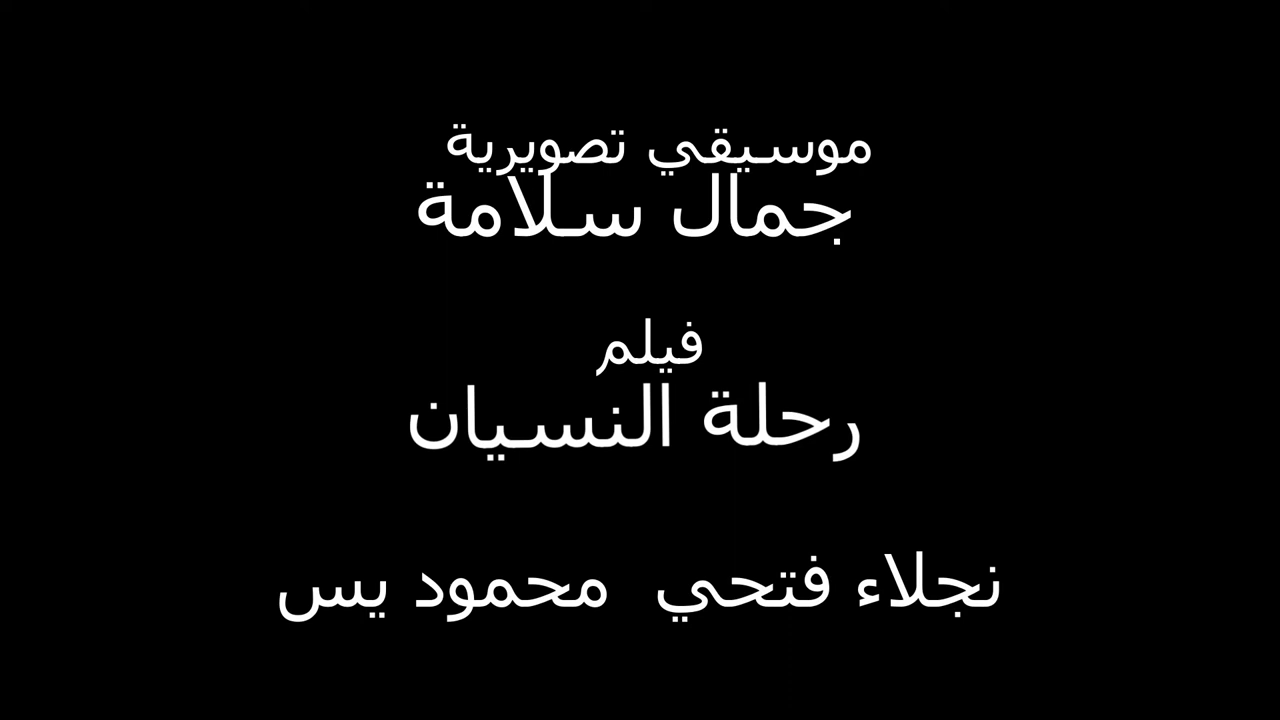 موسيقي تصويرية
جمال سلامة
فيلم
رحلة النسيان
نجلاء فتحي  محمود يس